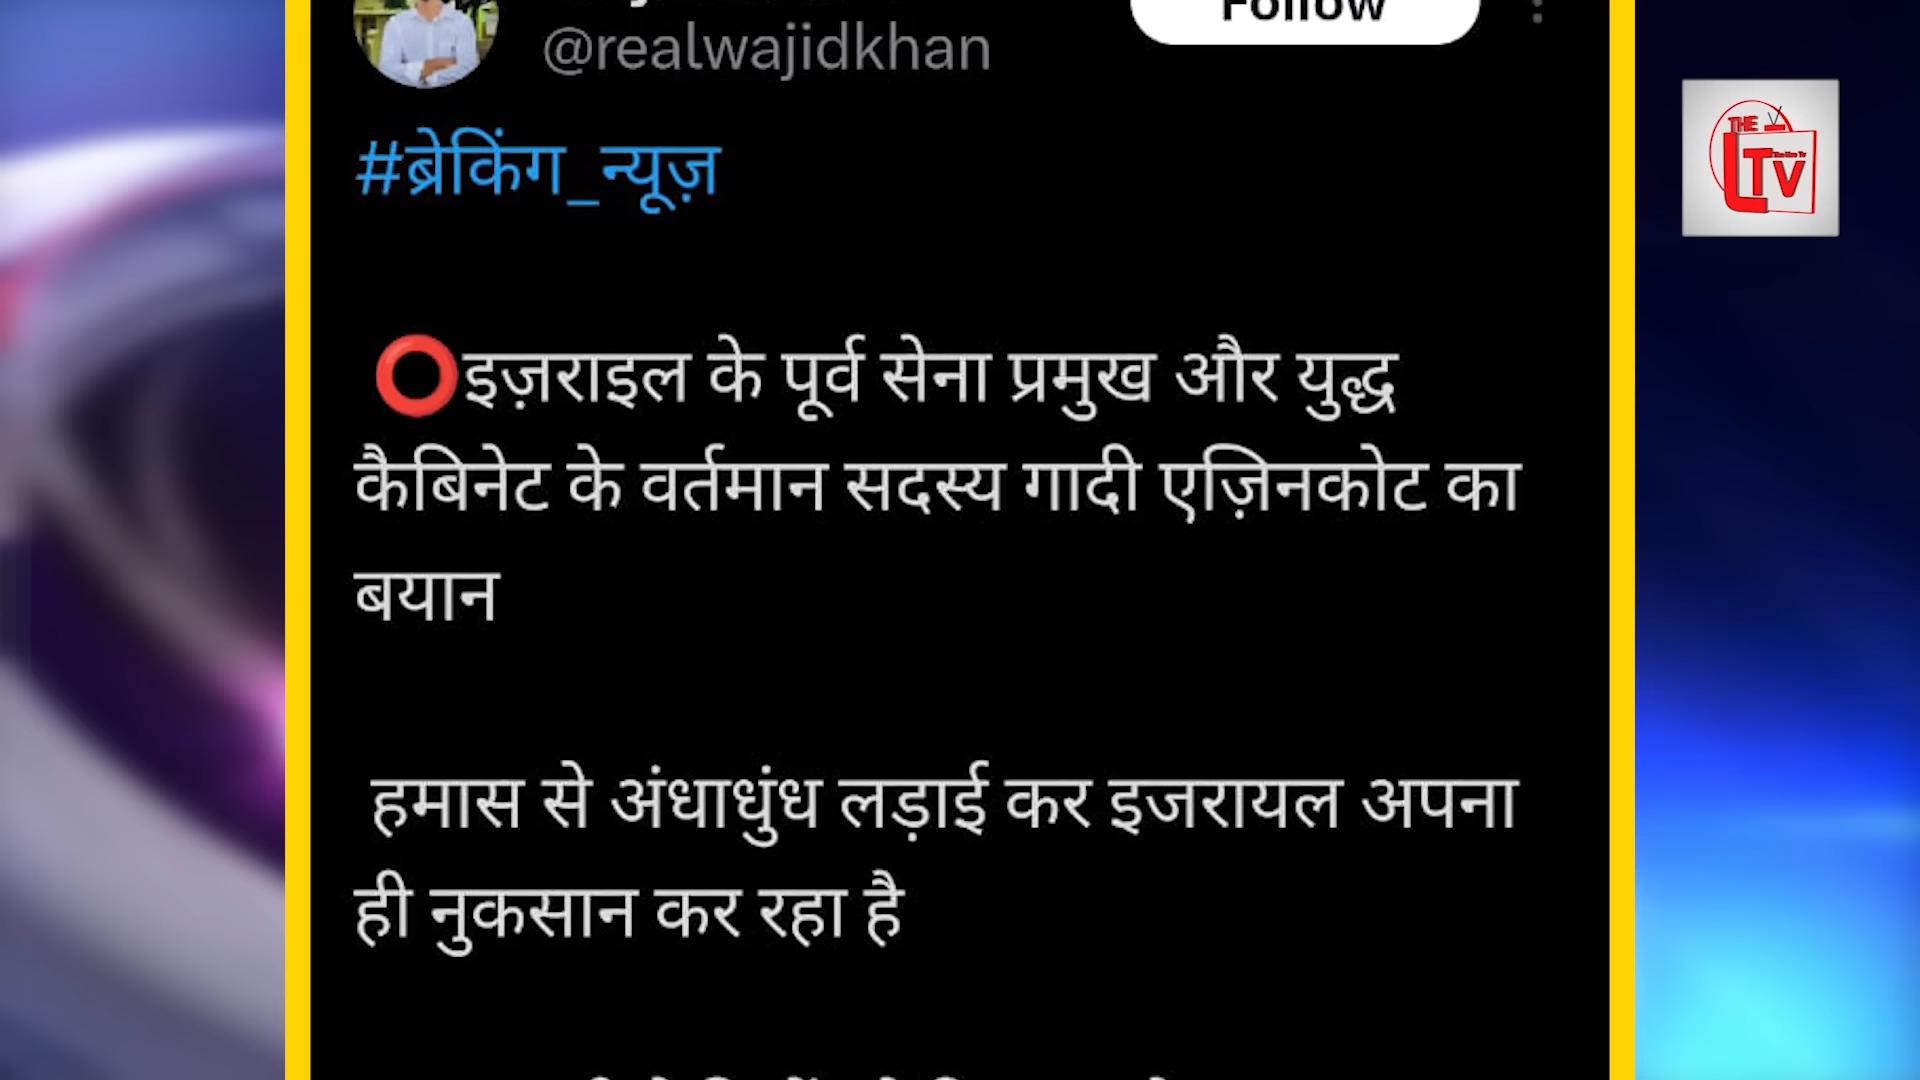 Follow
@realwajidkhan
#ब्रेकिंग_न्यूज़
इज़राइल के पूर्व सेना प्रमुख और युद्ध
कैबिनेट के वर्तमान सदस्य गादी एज़िनकोट का
बयान
हमास से अंधाधुंध लड़ाई कर इजरायल अपना
ही नुकसान कर रहा है
THE
LTV